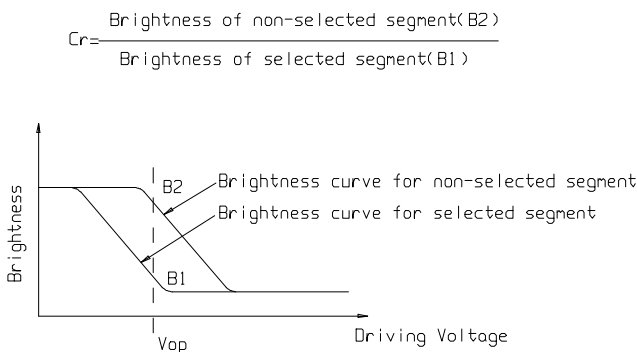 Brightness of non-selected segment(B2)
Cr=
Brightness of selected segment(B1)
B2
Brightness curve for non-selected segment
Brightness curve for selected segment
Brightness
B1
Driving Voltage
Vop